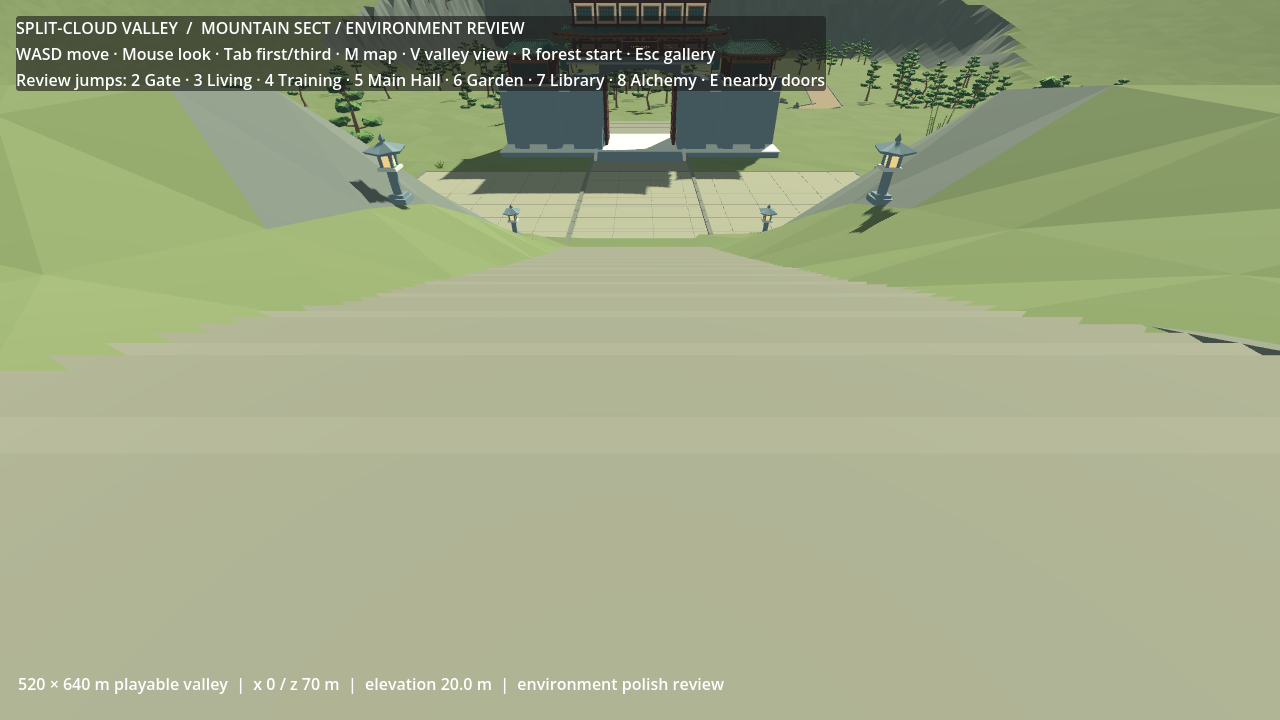 SPLIT-CLOUD VALLEY / MOUNTAIN SECT / ENVIRONMENT REVIEW
WASD move · Mouse look · Tab first/third · M map · V valley view · R forest start · Esc gallery
Review jumps: 2 Gate · 3 Living · 4 Training · 5 Main Hall · 6 Garden · 7 Library · 8 Alchemy · E nearby doors
520 × 640 m playable valley | x 0 / z 70 m | elevation 20.0 m | environment polish review